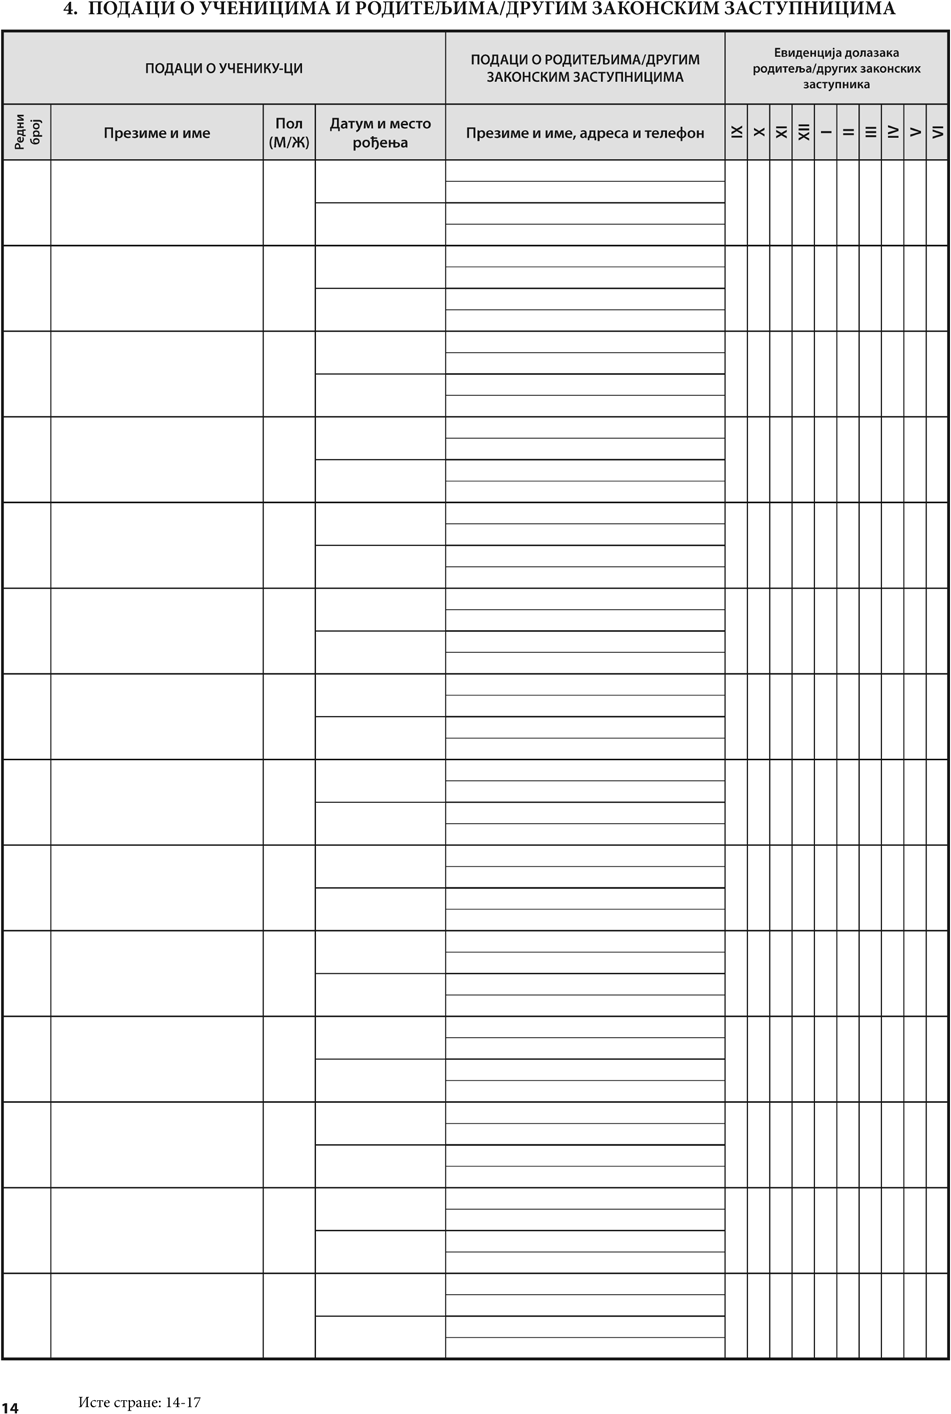 4. ПОДАЦИ О УЧЕНИЦИМА И РОДИТЕЉИМА/ДРУГИМ ЗАКОНСКИМ ЗАСТУПНИЦИМА
ПОДАЦИ О УЧЕНИКУ-ЦИ
ПОДАЦИ О РОДИТЕЉИМА/ДРУГИМ
ЗАКОНСКИМ ЗАСТУПНИЦИМА
Евиденција долазака
родитеља/других законских
заступника
Редни
број
Презиме и име
Пол
(М/Ж)
Датум и место
рођења
Презиме и име, адреса и телефон
IX
X
XI
XII
I
II
III
IV
V
VI
14
Исте стране: 14-17